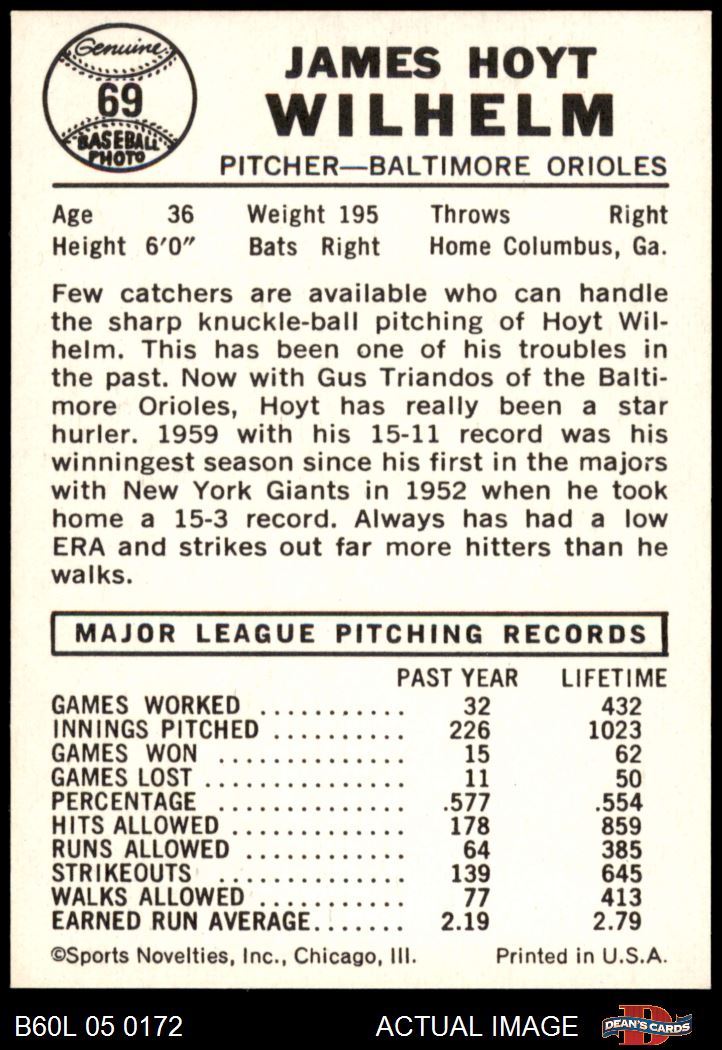 Genuine
69
BASEBALL
PHOTO
JAMES HOYT
WILHELM
PITCHER—BALTIMORE ORIOLES
Age 36 Weight 195 Throws Right
Height 6'0" Bats Right Home Columbus, Ga.
Few catchers are available who can handle
the sharp knuckle-ball pitching of Hoyt Wil-
helm. This has been one of his troubles in
the past. Now with Gus Triandos of the Balti-
more Orioles, Hoyt has really been a star
hurler. 1959 with his 15-11 record was his
winningest season since his first in the majors
with New York Giants in 1952 when he took
home a 15-3 record. Always has had a low
ERA and strikes out far more hitters than he
walks.
MAJOR LEAGUE PITCHING RECORDS
PAST YEAR LIFETIME
GAMES WORKED ........... 32 432
INNINGS PITCHED .......... 226 1023
GAMES WON .............. 15 62
GAMES LOST ............... 11 50
PERCENTAGE .............. .577 .554
HITS ALLOWED ............. 178 859
RUNS ALLOWED ............ 64 385
STRIKEOUTS .............. 139 645
WALKS ALLOWED ........... 77 413
EARNED RUN AVERAGE....... 2.19 2.79
©Sports Novelties, Inc., Chicago, Ill. Printed in U.S.A.
B60L 05 0172 ACTUAL IMAGE D DEAN'S CARDS